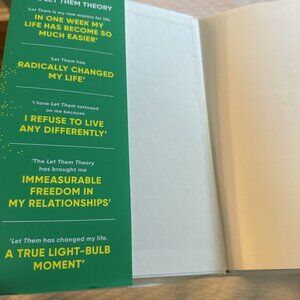 LET THEM THEORY
'Let Them is my new mantra for life.
IN ONE WEEK MY
LIFE HAS BECOME SO
MUCH EASIER'
'Let Them has
RADICALLY CHANGED
MY LIFE'
'I have Let Them tattooed
on me because
I REFUSE TO LIVE
ANY DIFFERENTLY'
'The Let Them Theory
has brought me
IMMEASURABLE
FREEDOM IN
MY RELATIONSHIPS'
'Let Them has changed my life.
A TRUE LIGHT-BULB
MOMENT'